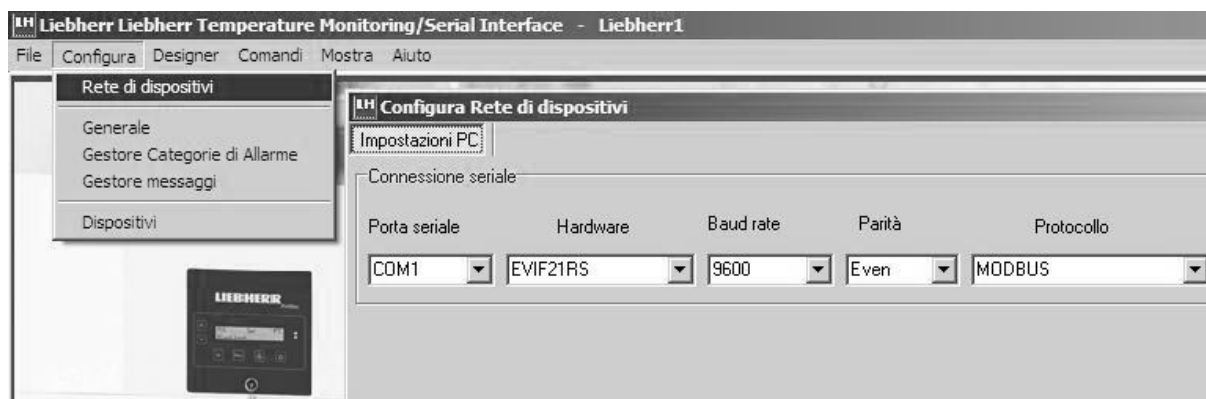 LH Liebherr Liebherr Temperature Monitoring/Serial Interface - Liebherr1
File Configura Designer Comandi Mostra Aiuto
Rete di dispositivi
Generale
Gestore Categorie di Allarme
Gestore messaggi
Dispositivi
LH Configura Rete di dispositivi
Impostazioni PC
Connessione seriale
Porta seriale Hardware Baud rate Parità Protocollo
COM1 EVIF21RS 9600 Even MODBUS
LIEBHERR